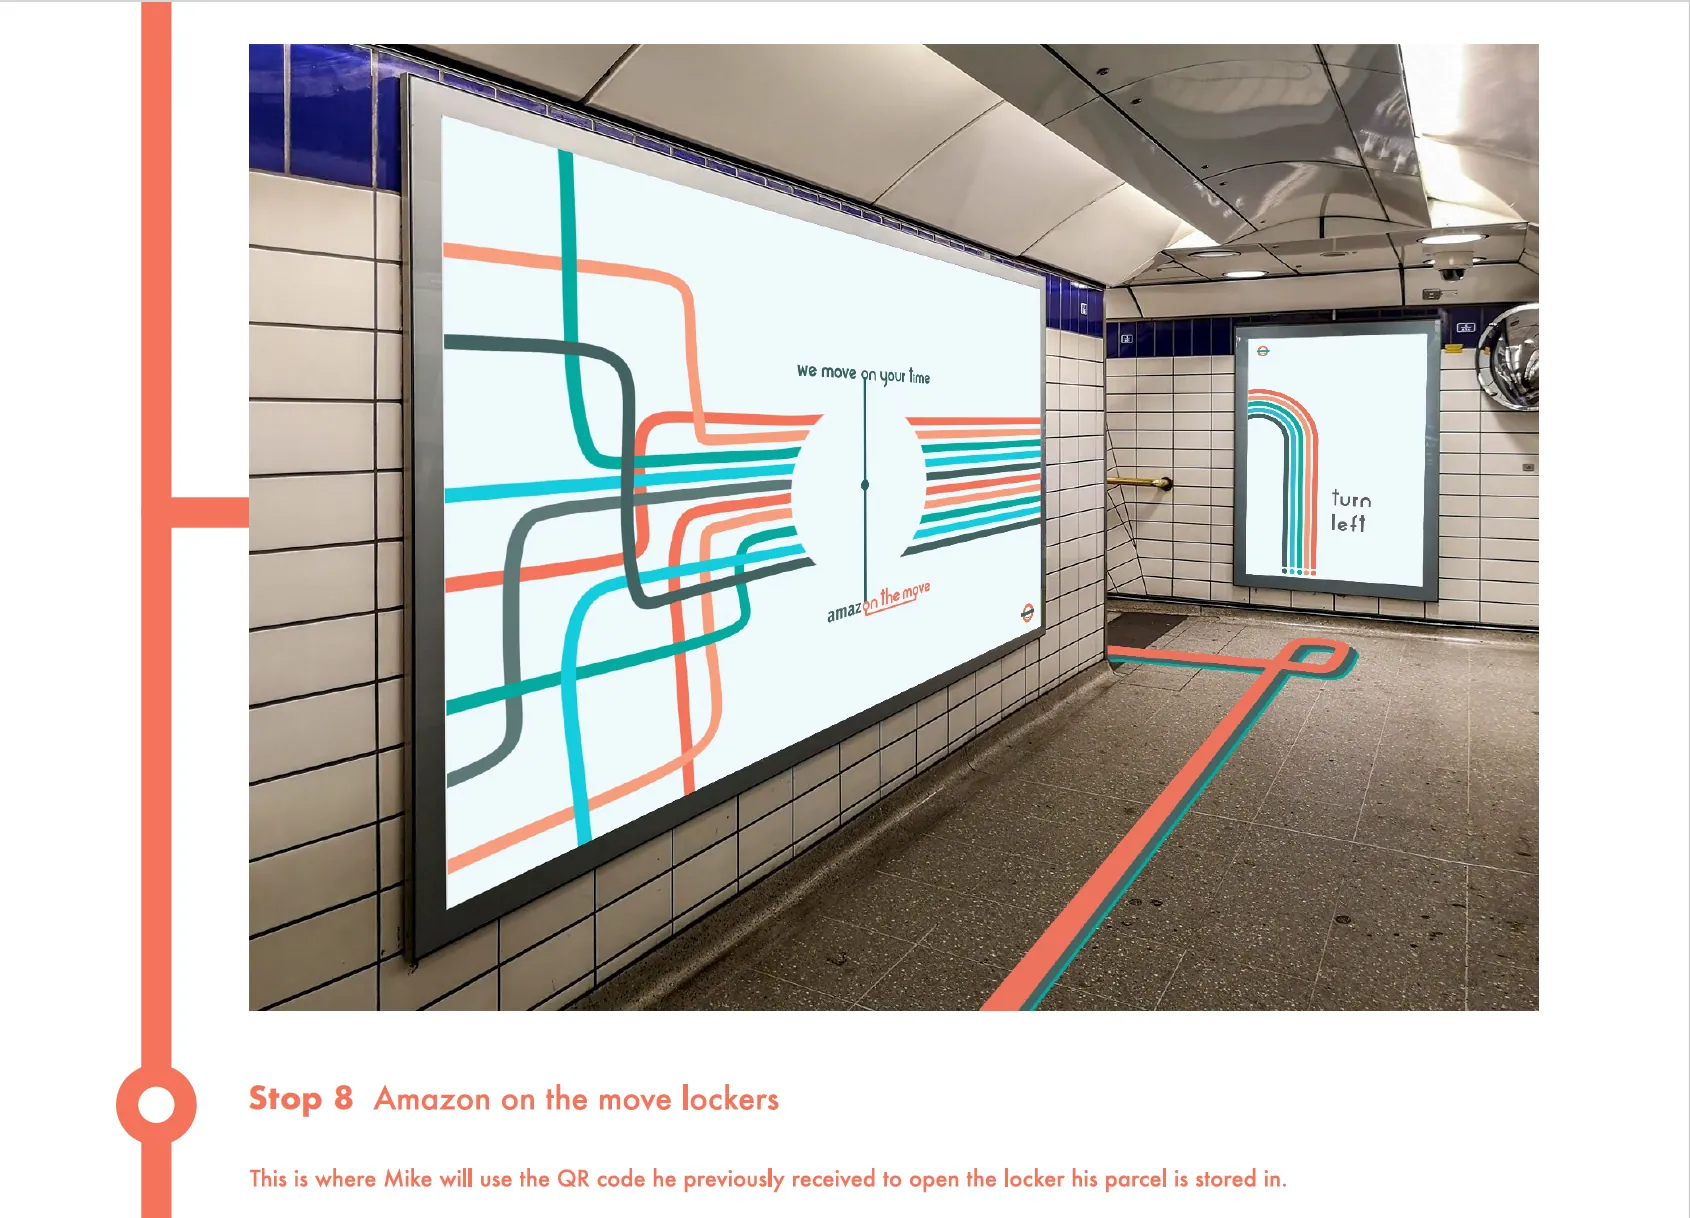 we move on your time
amazon the move
turn
left
Stop 8 Amazon on the move lockers
This is where Mike will use the QR code he previously received to open the locker his parcel is stored in.